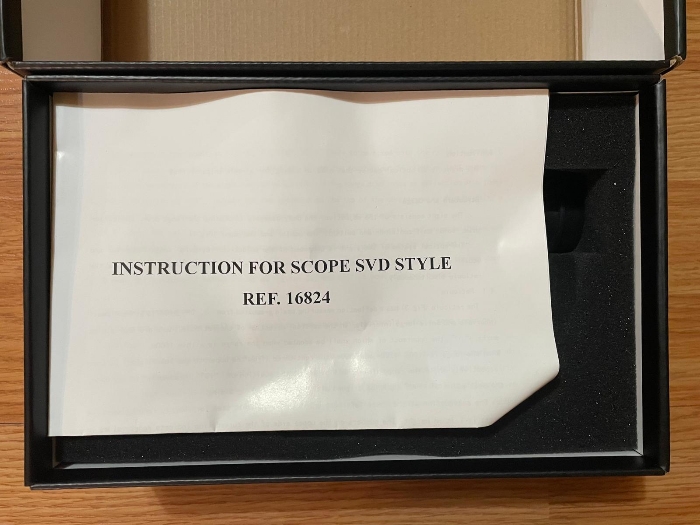 INSTRUCTION FOR SCOPE SVD STYLE
REF. 16824